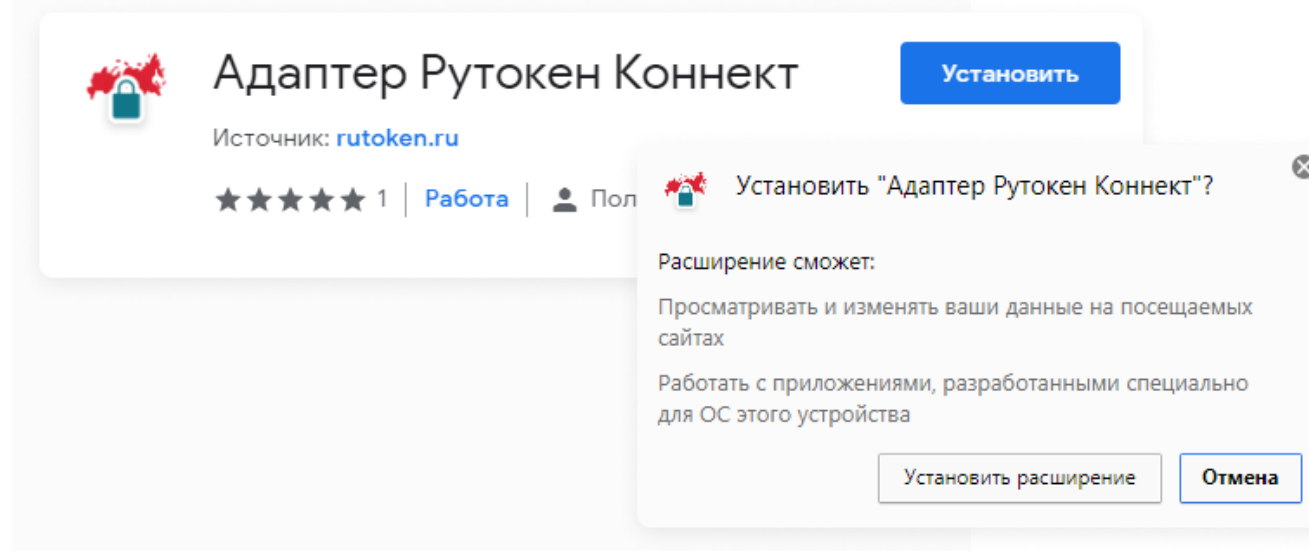 Адаптер Рутокен Коннект
Установить
Источник: rutoken.ru
1 Работа
Установить "Адаптер Рутокен Коннект"?
Расширение сможет:
Просматривать и изменять ваши данные на посещаемых
сайтах
Работать с приложениями, разработанными специально
для ОС этого устройства
Установить расширение
Отмена